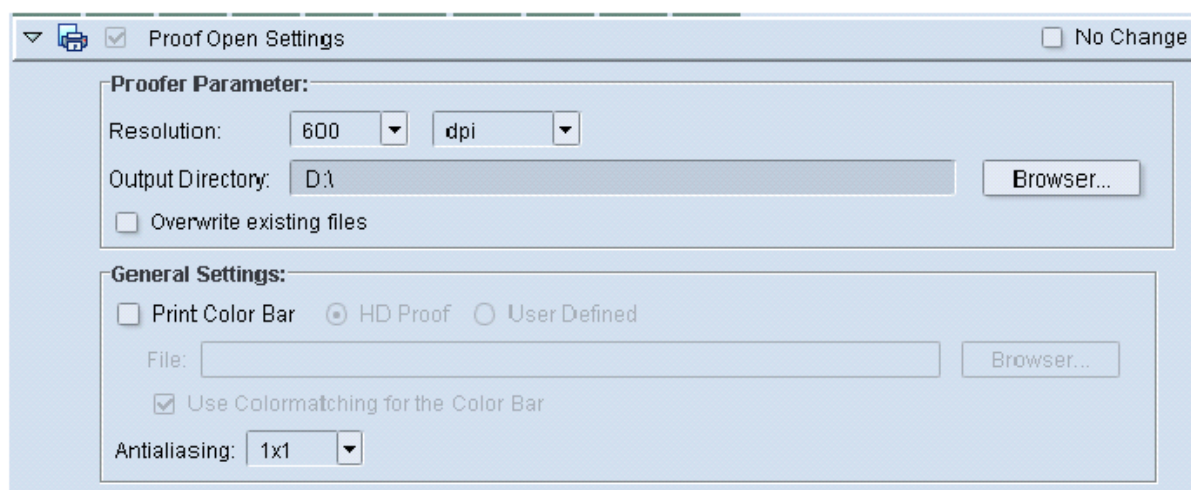 Proof Open Settings No Change
Proofer Parameter:
Resolution: 600 dpi
Output Directory: D:\ Browser...
Overwrite existing files
General Settings:
Print Color Bar HD Proof User Defined
File: Browser...
Use Colormatching for the Color Bar
Antialiasing: 1x1